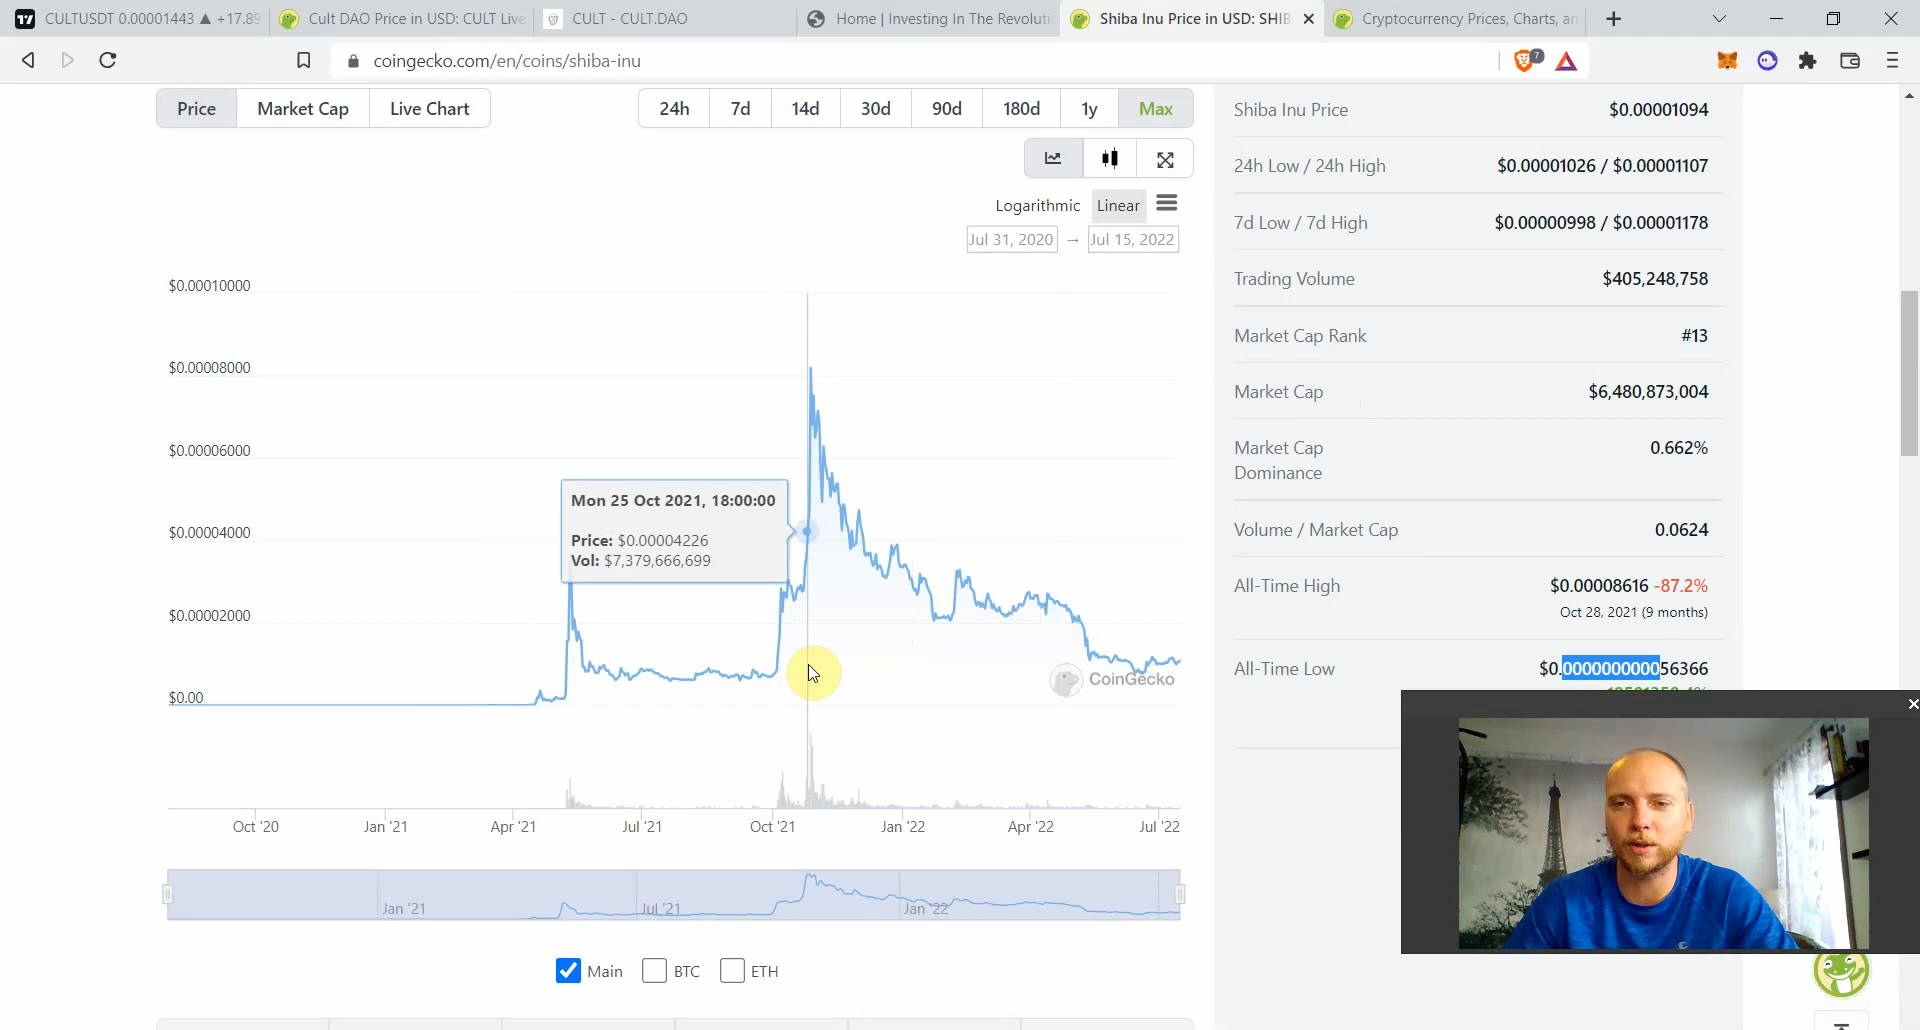 CULTUSDT 0.00001443 ▲ +17.89
Cult DAO Price in USD: CULT Live
CULT - CULT.DAO
Home | Investing In The Revoluti
Shiba Inu Price in USD: SHIB
Cryptocurrency Prices, Charts, an
coingecko.com/en/coins/shiba-inu
7
Price
Market Cap
Live Chart
24h
7d
14d
30d
90d
180d
1y
Max
Logarithmic
Linear
Jul 31, 2020 → Jul 15, 2022
$0.00010000
$0.00008000
$0.00006000
$0.00004000
$0.00002000
$0.00
Mon 25 Oct 2021, 18:00:00
Price: $0.00004226
Vol: $7,379,666,699
CoinGecko
Oct '20
Jan '21
Apr '21
Jul '21
Oct '21
Jan '22
Apr '22
Jul '22
Jan '21
Jul '21
Jan '22
Main
BTC
ETH
Shiba Inu Price $0.00001094
24h Low / 24h High $0.00001026 / $0.00001107
7d Low / 7d High $0.00000998 / $0.00001178
Trading Volume $405,248,758
Market Cap Rank #13
Market Cap $6,480,873,004
Market Cap 0.662%
Dominance
Volume / Market Cap 0.0624
All-Time High $0.00008616 -87.2%
Oct 28, 2021 (9 months)
All-Time Low $0.000000000056366